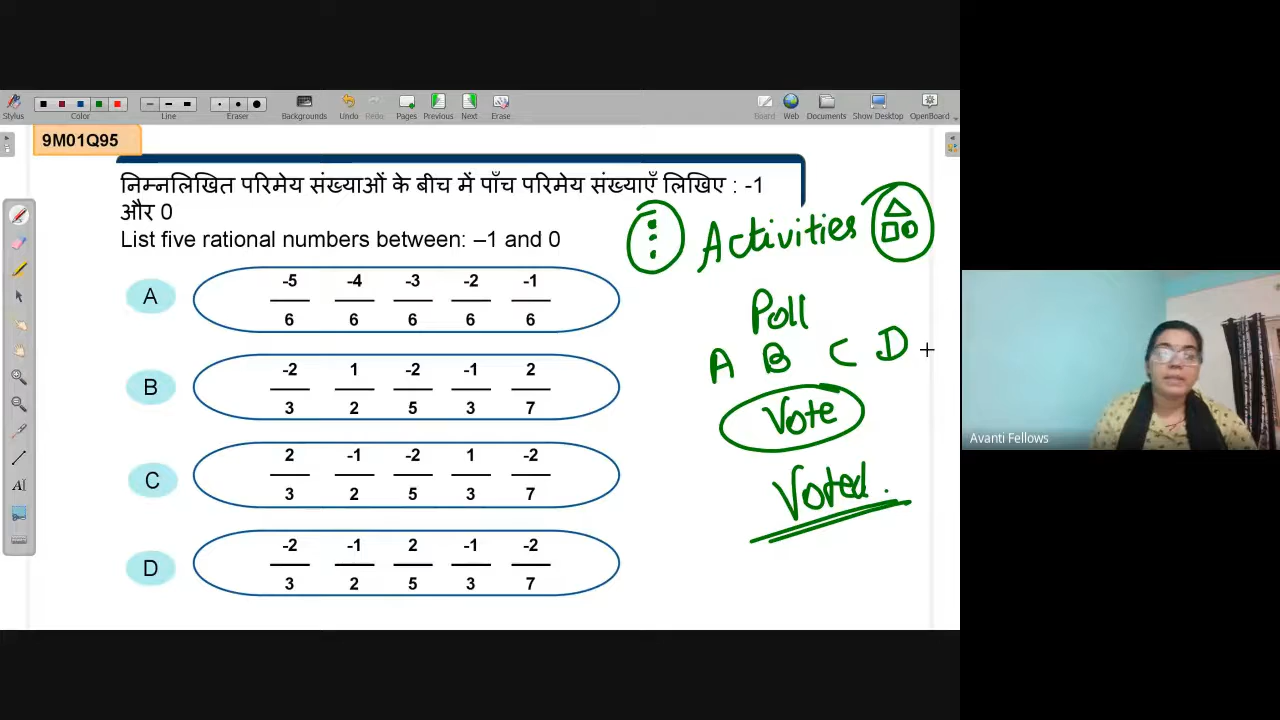 Stylus Color Line Eraser Backgrounds Undo Redo Pages Previous Next Erase Board Web Documents Show Desktop OpenBoard
9M01Q95
निम्नलिखित परिमेय संख्याओं के बीच में पाँच परिमेय संख्याएँ लिखिए : -1
और 0
List five rational numbers between: –1 and 0
Activities
A
-5 -4 -3 -2 -1
6 6 6 6 6
Poll
A B C D
B
-2 1 -2 -1 2
3 2 5 3 7
Vote
C
2 -1 -2 1 -2
3 2 5 3 7
Voted.
D
-2 -1 2 -1 -2
3 2 5 3 7
Avanti Fellows